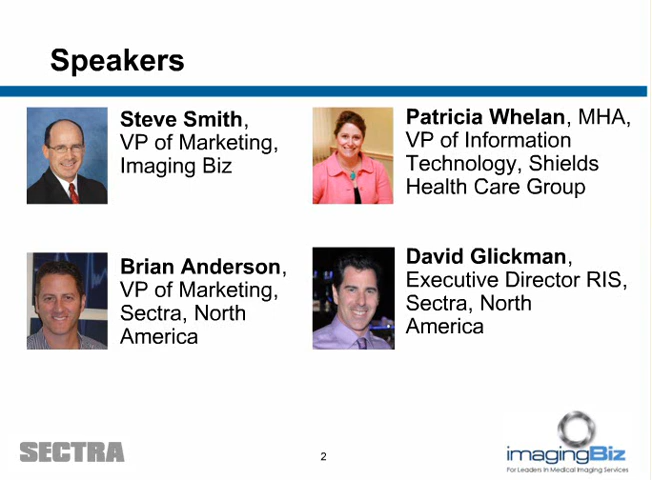 Speakers
Steve Smith,
VP of Marketing,
Imaging Biz
Patricia Whelan, MHA,
VP of Information
Technology, Shields
Health Care Group
Brian Anderson,
VP of Marketing,
Sectra, North
America
David Glickman,
Executive Director RIS,
Sectra, North
America
SECTRA
2
imagingBiz
For Leaders in Medical Imaging Services